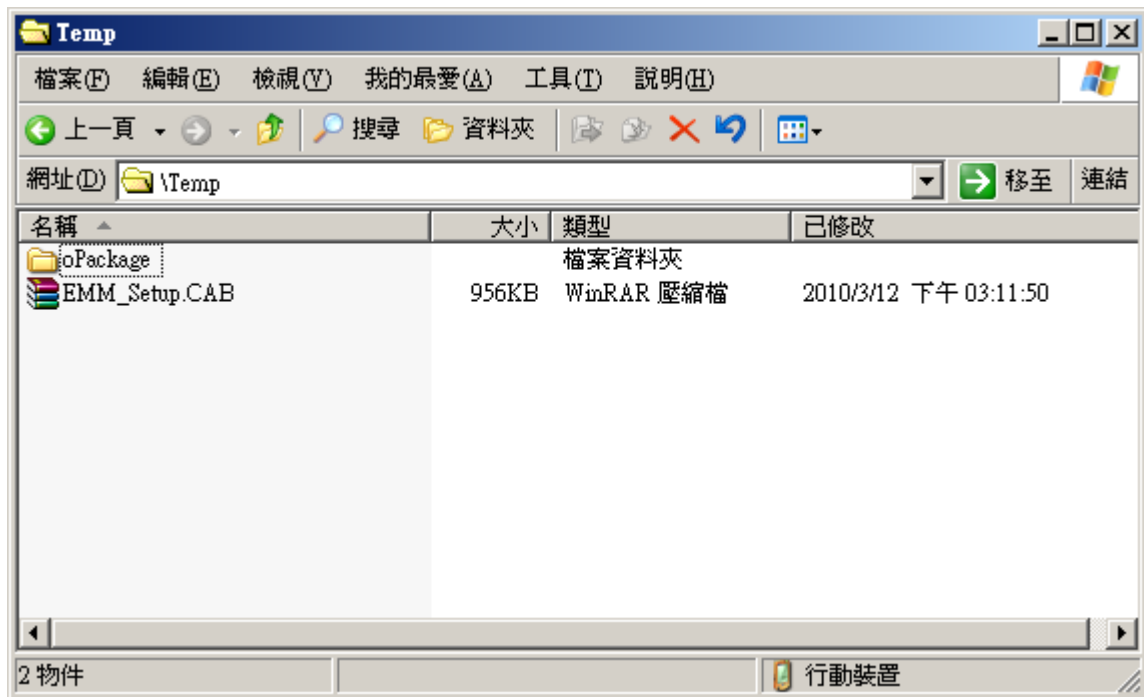 Temp
檔案(F) 編輯(E) 檢視(V) 我的最愛(A) 工具(T) 說明(H)
上一頁 搜尋 資料夾
網址(D) \Temp 移至 連結
名稱 大小 類型 已修改
oPackage 檔案資料夾
EMM_Setup.CAB 956KB WinRAR 壓縮檔 2010/3/12 下午 03:11:50
2 物件 行動裝置